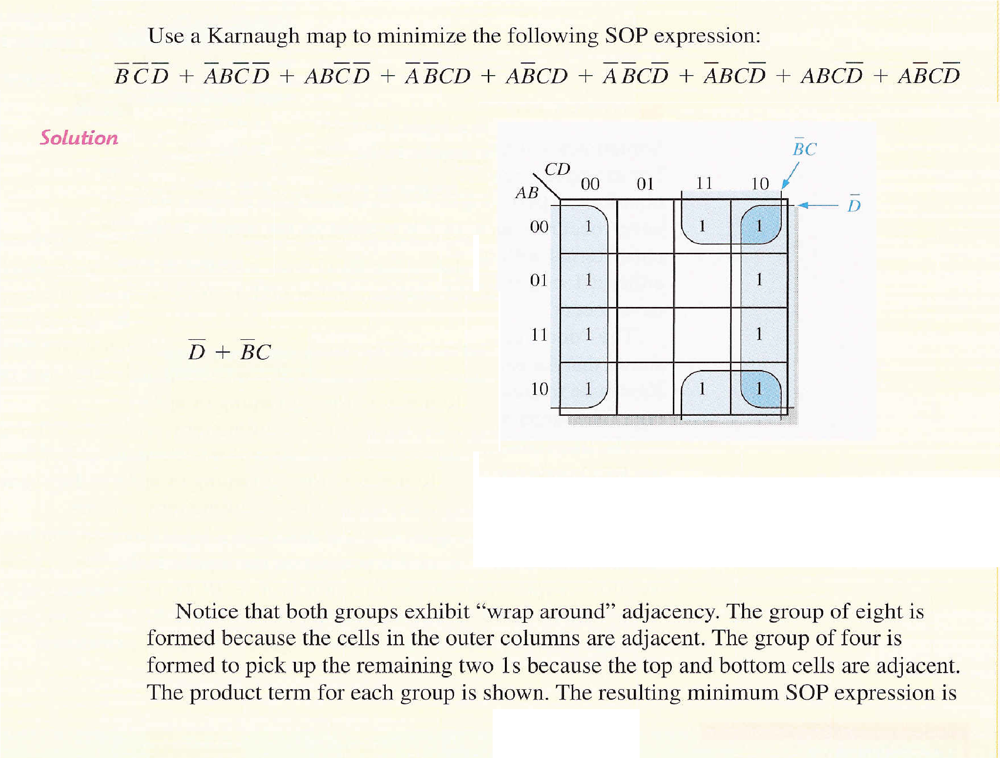 Use a Karnaugh map to minimize the following SOP expression:
B̅ C̅ D̅ + A̅BC̅ D̅ + ABC̅ D̅ + A̅ B̅CD + AB̅CD + A̅ B̅CD̅ + A̅BCD̅ + ABCD̅ + AB̅CD̅
Solution
B̅C
CD
00 01 11 10
AB
D̅
00 1 1 1
01 1 1
11 1 1
D̅ + B̅C
10 1 1 1
Notice that both groups exhibit “wrap around” adjacency. The group of eight is
formed because the cells in the outer columns are adjacent. The group of four is
formed to pick up the remaining two 1s because the top and bottom cells are adjacent.
The product term for each group is shown. The resulting minimum SOP expression is